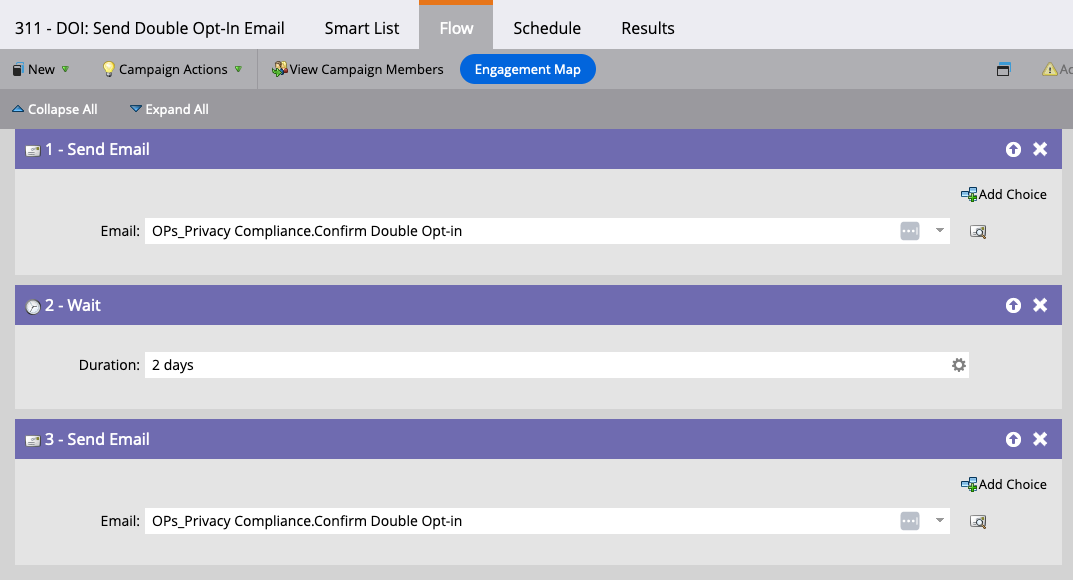 311 - DOI: Send Double Opt-In Email Smart List Flow Schedule Results
New Campaign Actions View Campaign Members Engagement Map
Collapse All Expand All
1 - Send Email
Add Choice
Email: OPs_Privacy Compliance.Confirm Double Opt-in
2 - Wait
Duration: 2 days
3 - Send Email
Add Choice
Email: OPs_Privacy Compliance.Confirm Double Opt-in